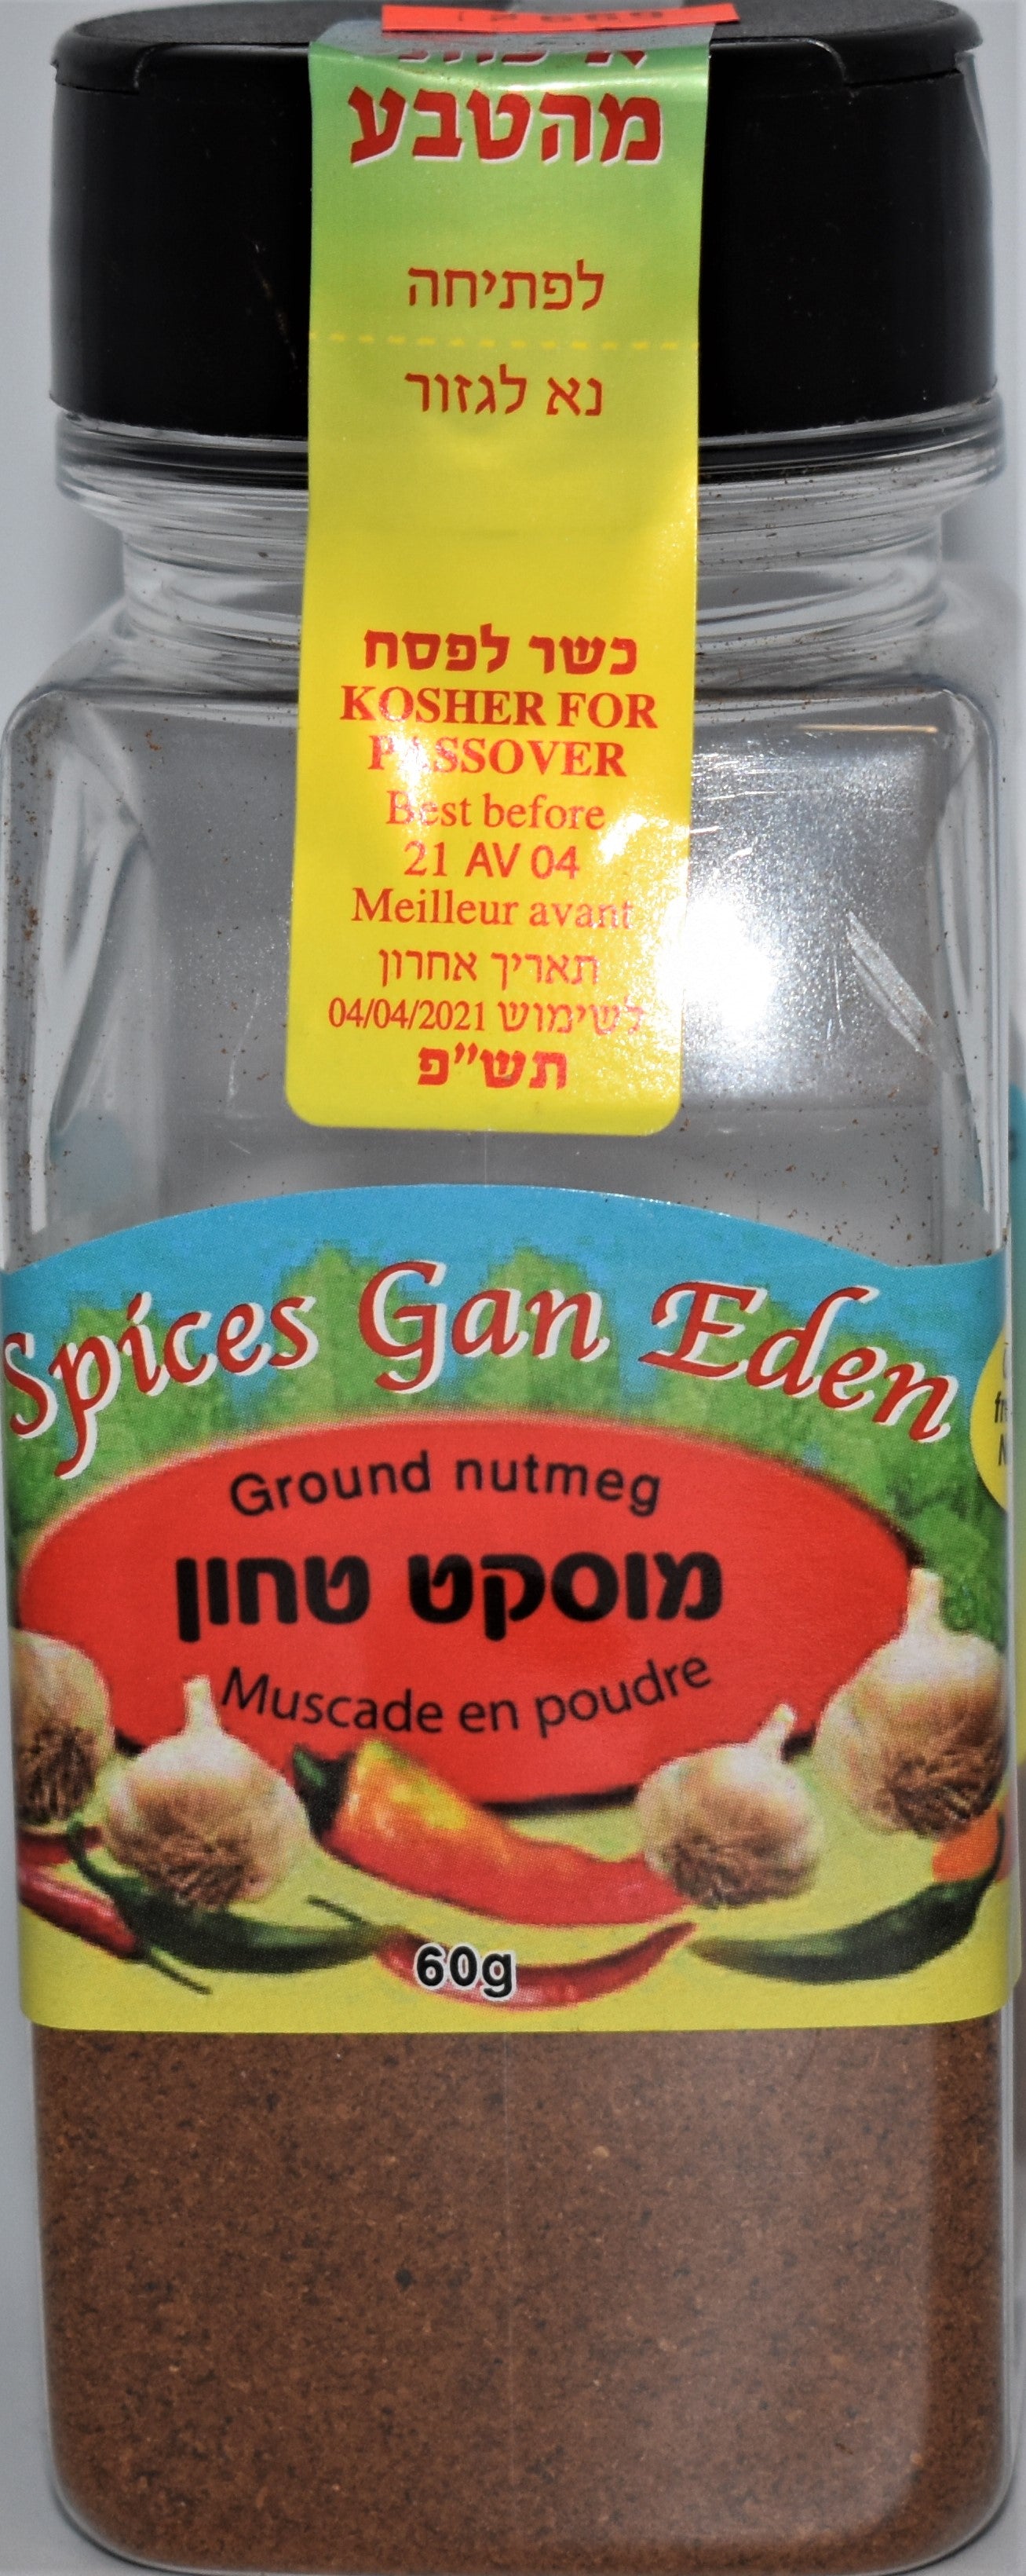 מהטבע
לפתיחה
נא לגזור
כשר לפסח
KOSHER FOR
PASSOVER
Best before
21 AV 04
Meilleur avant
תאריך אחרון
לשימוש 04/04/2021
תש"פ
Spices Gan Eden
Ground nutmeg
מוסקט טחון
Muscade en poudre
60g